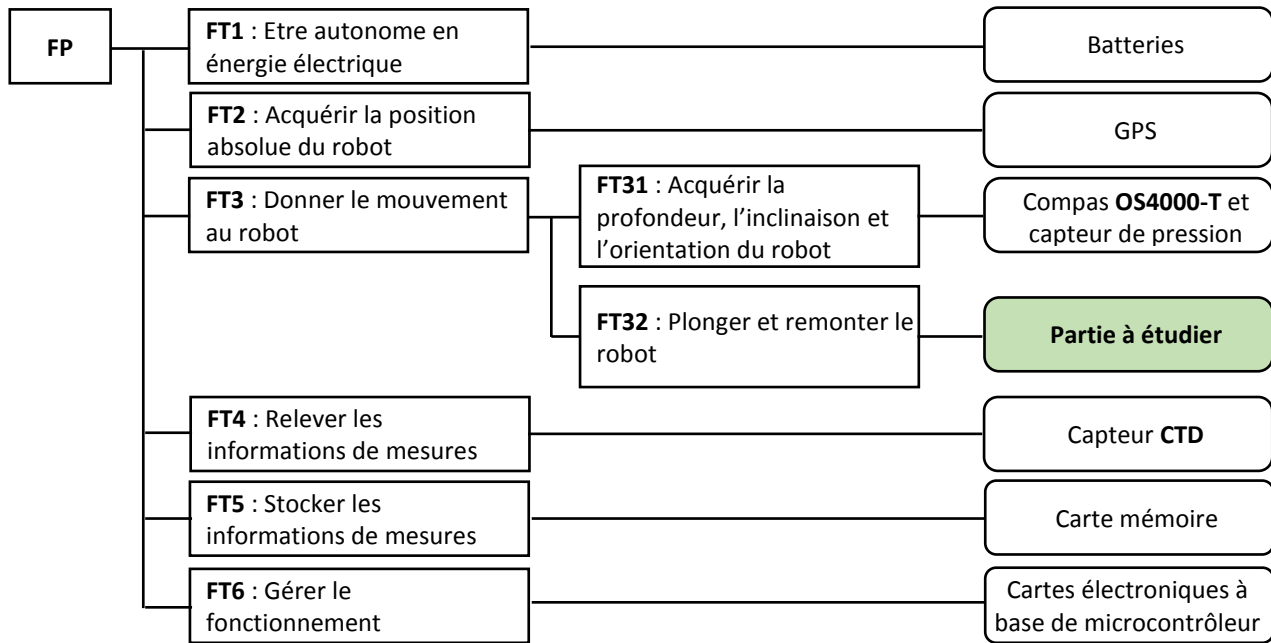 FP
FT1 : Etre autonome en
énergie électrique
Batteries
FT2 : Acquérir la position
absolue du robot
GPS
FT3 : Donner le mouvement
au robot
FT31 : Acquérir la
profondeur, l’inclinaison et
l’orientation du robot
Compas OS4000-T et
capteur de pression
FT32 : Plonger et remonter le
robot
Partie à étudier
FT4 : Relever les
informations de mesures
Capteur CTD
FT5 : Stocker les
informations de mesures
Carte mémoire
FT6 : Gérer le
fonctionnement
Cartes électroniques à
base de microcontrôleur